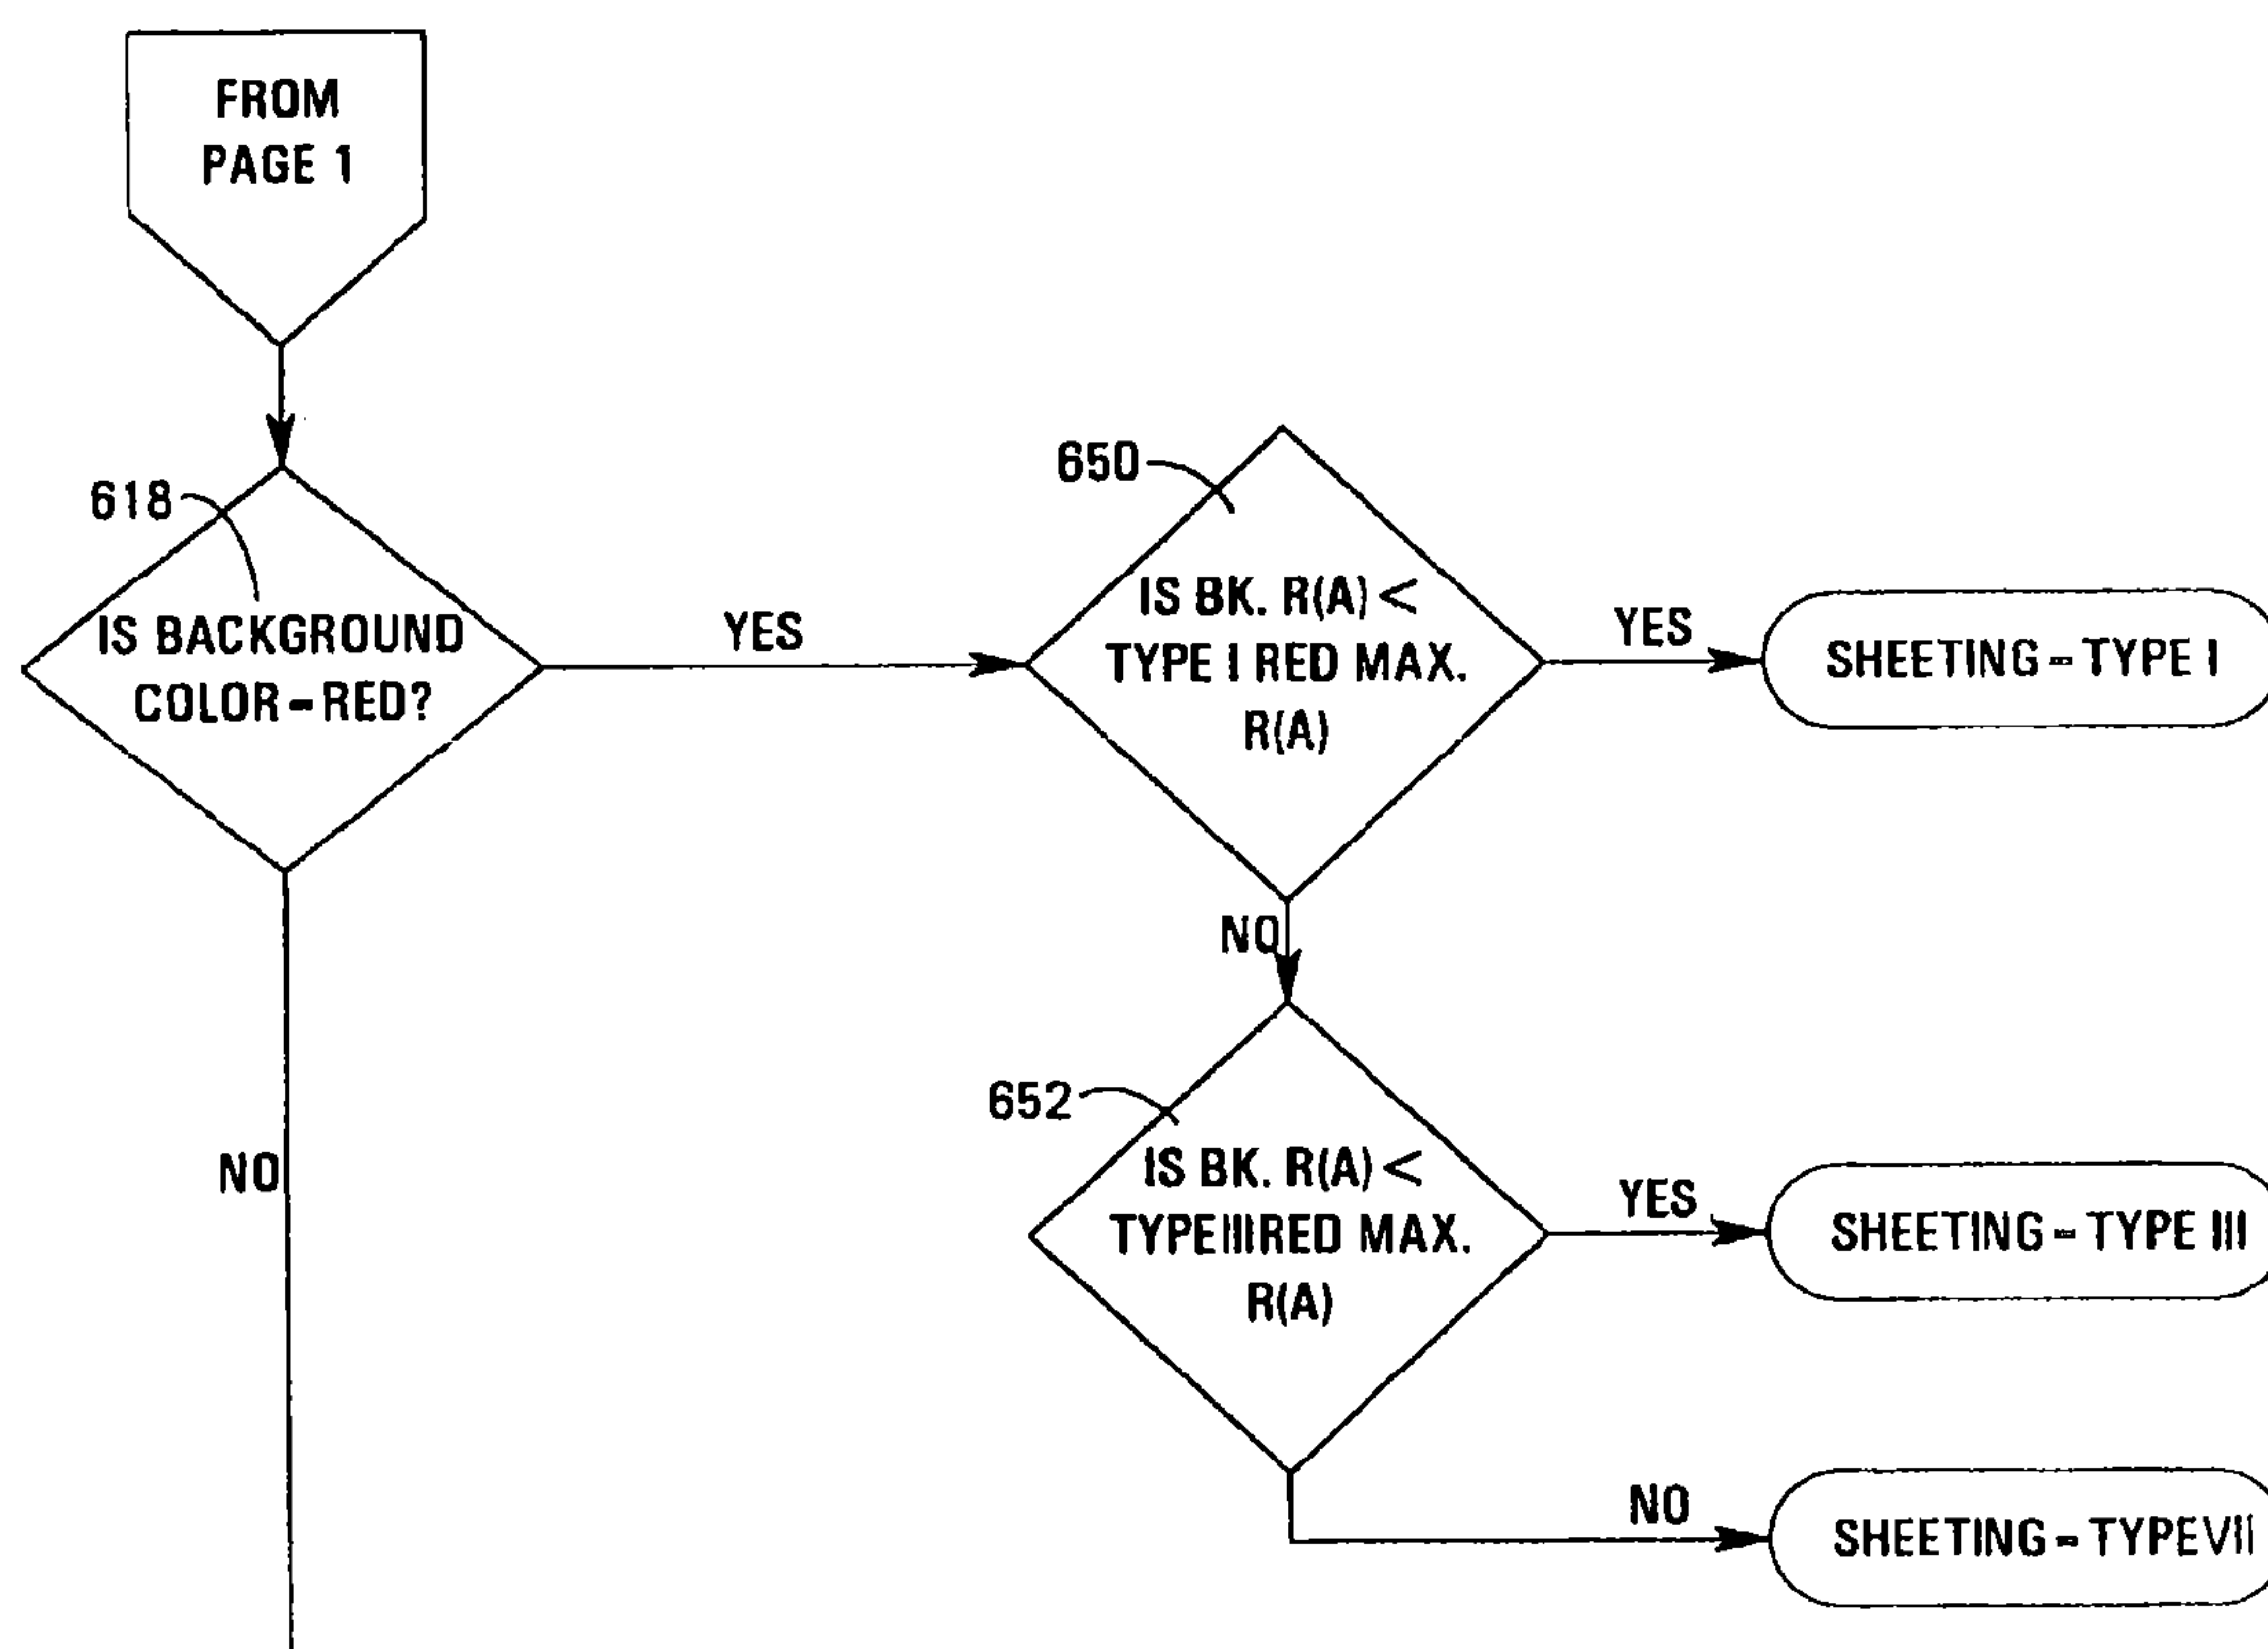 FROM
PAGE 1
618
IS BACKGROUND
COLOR = RED?
YES
650
IS BK. R(A) <
TYPE I RED MAX.
R(A)
YES
SHEETING = TYPE I
NO
NO
652
IS BK. R(A) <
TYPE III RED MAX.
R(A)
YES
SHEETING = TYPE III
NO
SHEETING = TYPE VII